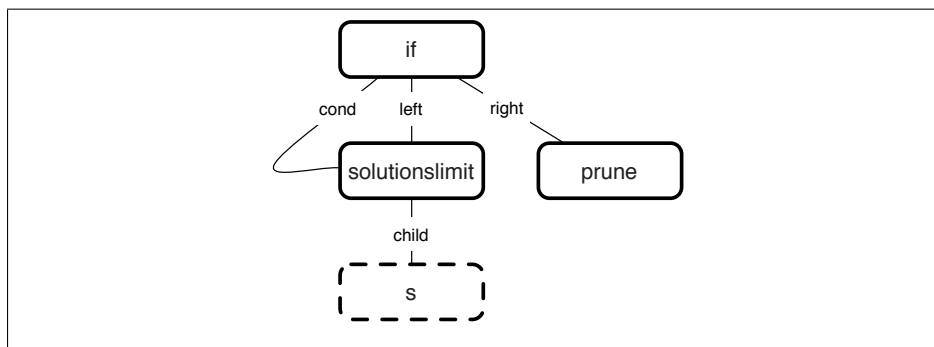 if
cond
left
right
solutionslimit
prune
child
s